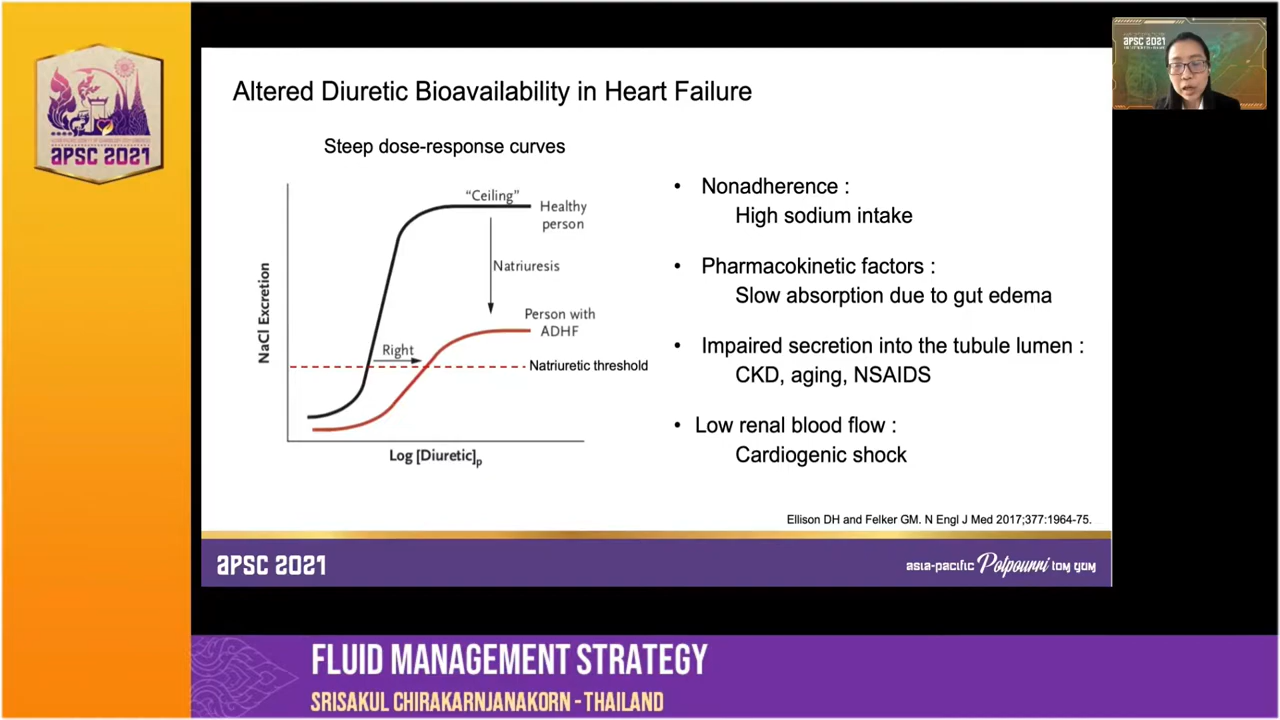 APSC 2021
APSC 2021
Altered Diuretic Bioavailability in Heart Failure
Steep dose-response curves
"Ceiling"
Healthy
person
Natriuresis
Person with
ADHF
Right
Natriuretic threshold
NaCl Excretion
Log [Diuretic]p
• Nonadherence :
High sodium intake
• Pharmacokinetic factors :
Slow absorption due to gut edema
• Impaired secretion into the tubule lumen :
CKD, aging, NSAIDS
• Low renal blood flow :
Cardiogenic shock
Ellison DH and Felker GM. N Engl J Med 2017;377:1964-75.
APSC 2021
asia-pacific Potpourri tom yum
FLUID MANAGEMENT STRATEGY
SRISAKUL CHIRAKARNJANAKORN - THAILAND